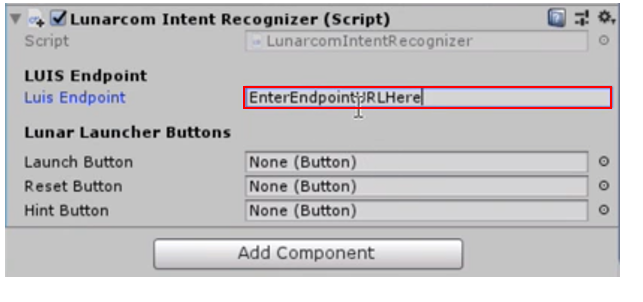 Lunarcom Intent Recognizer (Script)
Script LunarcomIntentRecognizer
LUIS Endpoint
Luis Endpoint EnterEndpointURLHere
Lunar Launcher Buttons
Launch Button None (Button)
Reset Button None (Button)
Hint Button None (Button)
Add Component